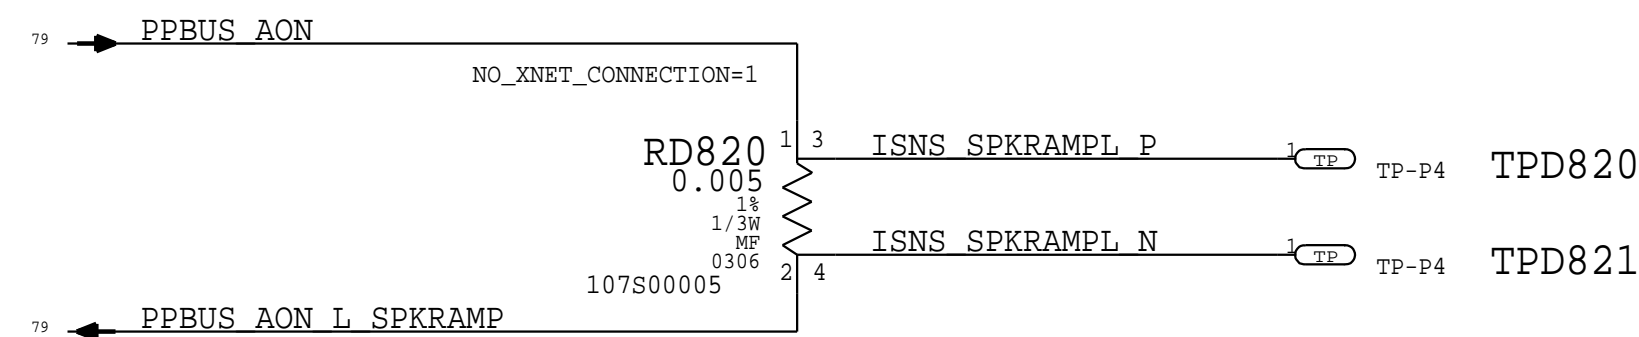 79 PPBUS_AON
NO_XNET_CONNECTION=1
RD820 1 3 ISNS_SPKRAMPL_P 1 TP TP-P4 TPD820
0.005
1%
1/3W
MF
0306
107S00005
2 4 ISNS_SPKRAMPL_N 1 TP TP-P4 TPD821
79 PPBUS_AON_L_SPKRAMP